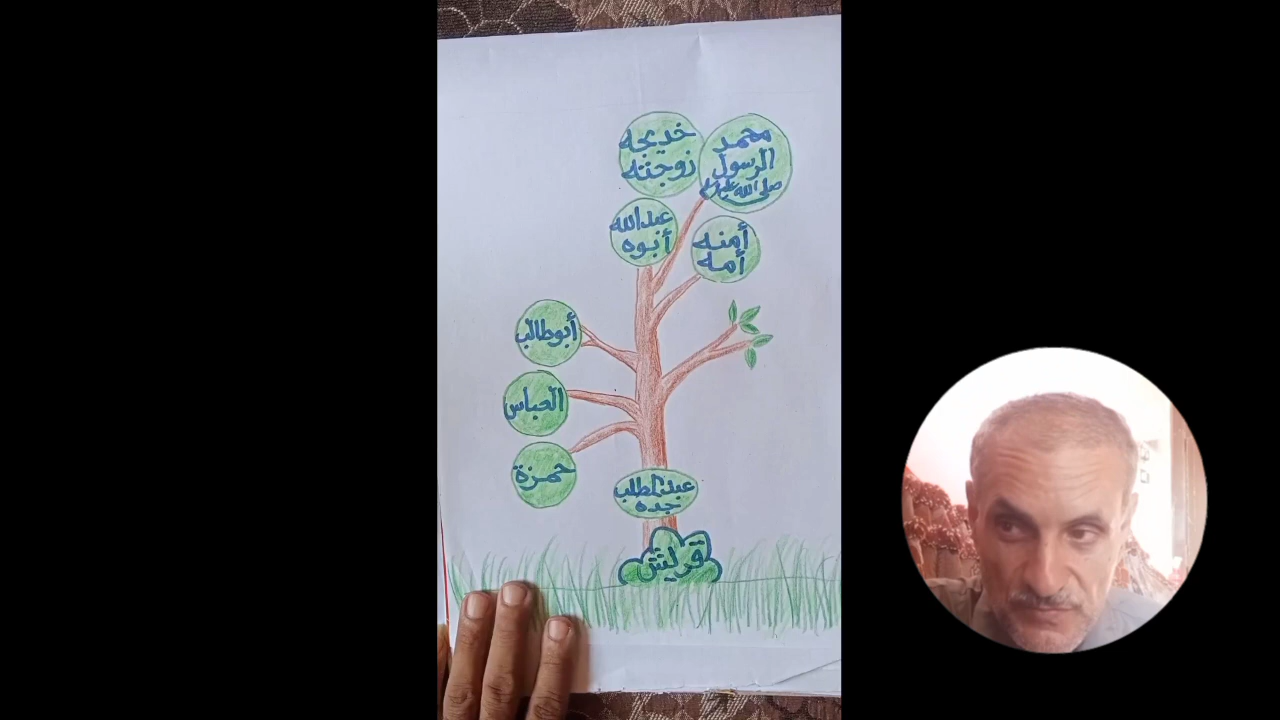 محمد
الرسول
صلى الله عليه وسلم
خديجه
زوجته
عبدالله
أبوه
أمنه
أمه
أبوطالب
العباس
حمزة
عبدالمطلب
جده
قريش